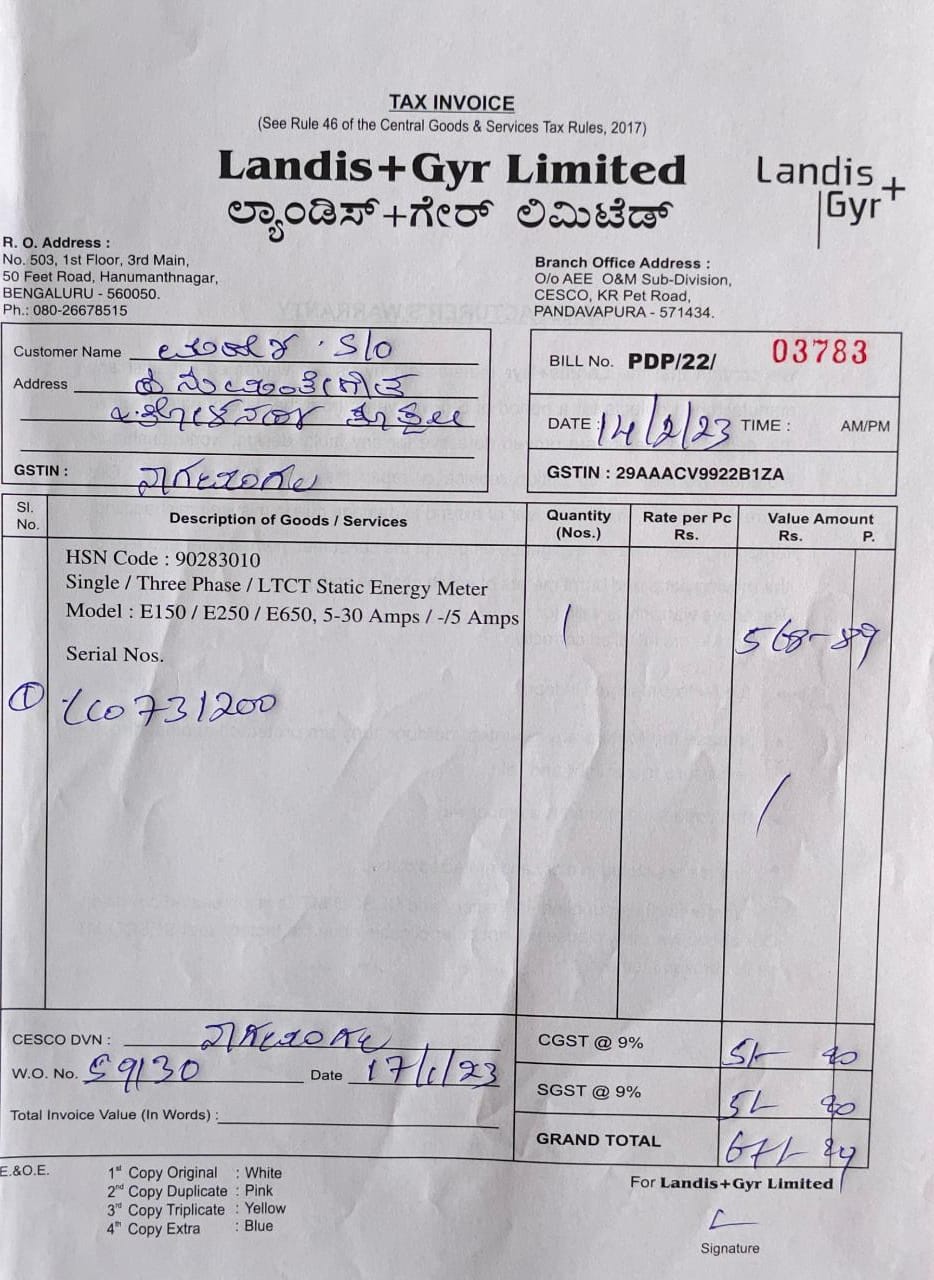 TAX INVOICE
(See Rule 46 of the Central Goods & Services Tax Rules, 2017)
Landis+Gyr Limited
ಲ್ಯಾಂಡಿಸ್+ಗೇರ್ ಲಿಮಿಟೆಡ್
Landis
Gyr+
R. O. Address :
No. 503, 1st Floor, 3rd Main,
50 Feet Road, Hanumanthnagar,
BENGALURU - 560050.
Ph.: 080-26678515
Branch Office Address :
O/o AEE O&M Sub-Division,
CESCO, KR Pet Road,
PANDAVAPURA - 571434.
Customer Name S/O
Address
GSTIN :
BILL No. PDP/22/ 03783
DATE : 14/2/23 TIME : AM/PM
GSTIN : 29AAACV9922B1ZA
Sl. No. Description of Goods / Services Quantity (Nos.) Rate per Pc Rs. Value Amount Rs. P.
HSN Code : 90283010
Single / Three Phase / LTCT Static Energy Meter
Model : E150 / E250 / E650, 5-30 Amps / -/5 Amps 1 568-89
Serial Nos.
1 731200
CESCO DVN :
W.O. No. 59130 Date 17/1/23
Total Invoice Value (In Words) :
CGST @ 9%
SGST @ 9%
GRAND TOTAL
E.&O.E.
1st Copy Original : White
2nd Copy Duplicate : Pink
3rd Copy Triplicate : Yellow
4th Copy Extra : Blue
For Landis+Gyr Limited
Signature